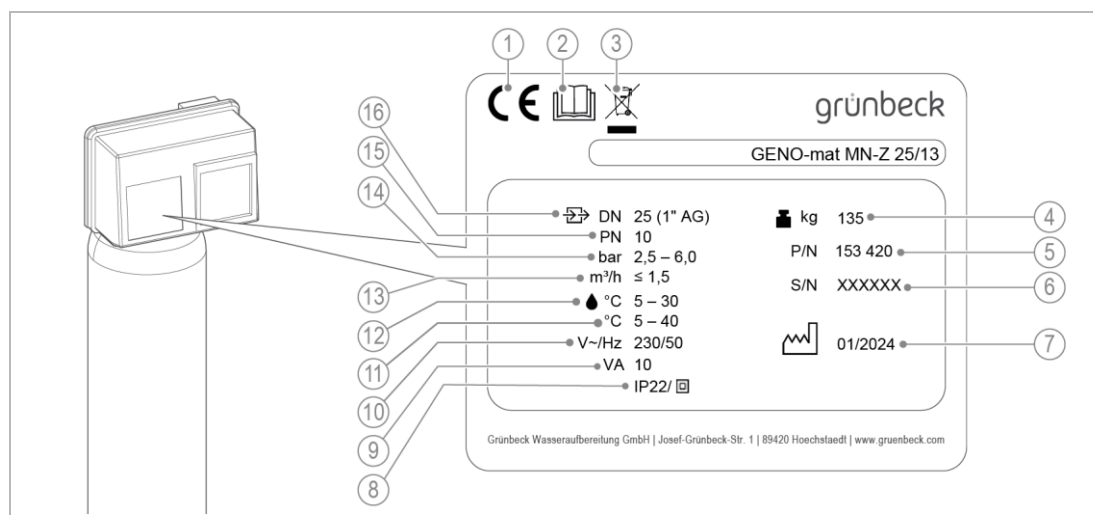 1 2 3
CE
grünbeck
GENO-mat MN-Z 25/13
16 DN 25 (1" AG)
15 PN 10
14 bar 2,5 – 6,0
13 m³/h ≤ 1,5
12 °C 5 – 30
11 °C 5 – 40
10 V~/Hz 230/50
9 VA 10
8 IP22/
kg 135 4
P/N 153 420 5
S/N XXXXXX 6
01/2024 7
Grünbeck Wasseraufbereitung GmbH | Josef-Grünbeck-Str. 1 | 89420 Hoechstaedt | www.gruenbeck.com